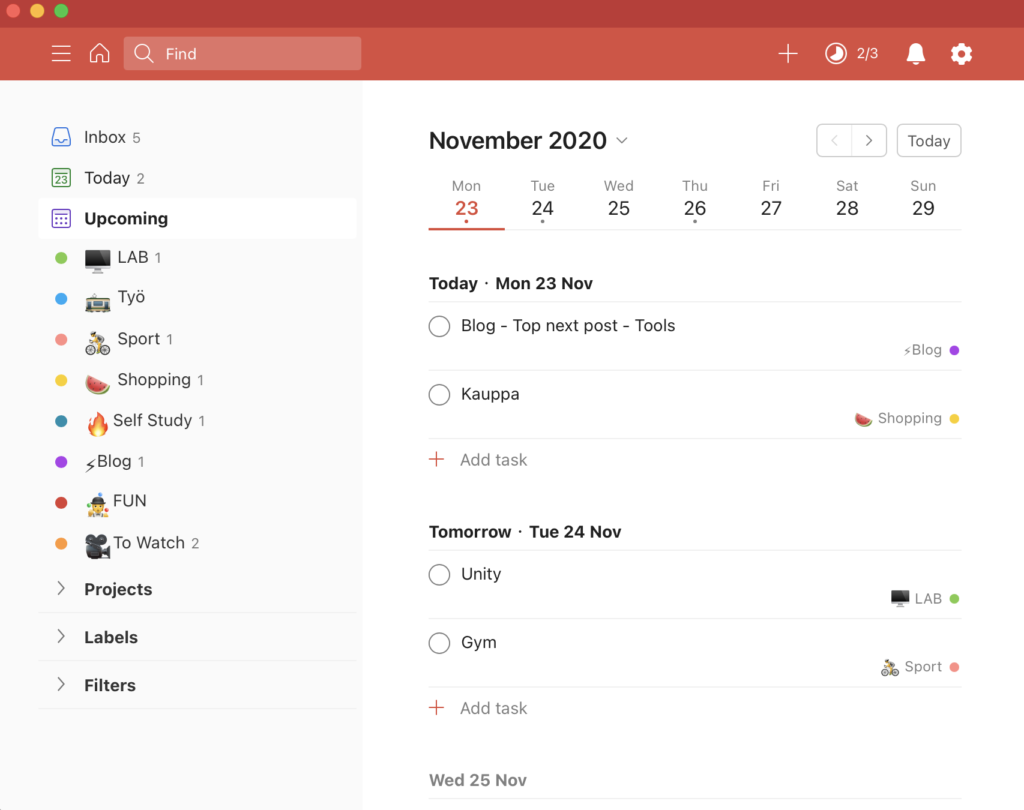 Find
2/3
Inbox 5
23 Today 2
Upcoming
LAB 1
Työ
Sport 1
Shopping 1
Self Study 1
⚡Blog 1
FUN
To Watch 2
Projects
Labels
Filters
November 2020
Today
Mon Tue Wed Thu Fri Sat Sun
23 24 25 26 27 28 29
Today · Mon 23 Nov
Blog - Top next post - Tools
⚡Blog
Kauppa
Shopping
+ Add task
Tomorrow · Tue 24 Nov
Unity
LAB
Gym
Sport
+ Add task
Wed 25 Nov